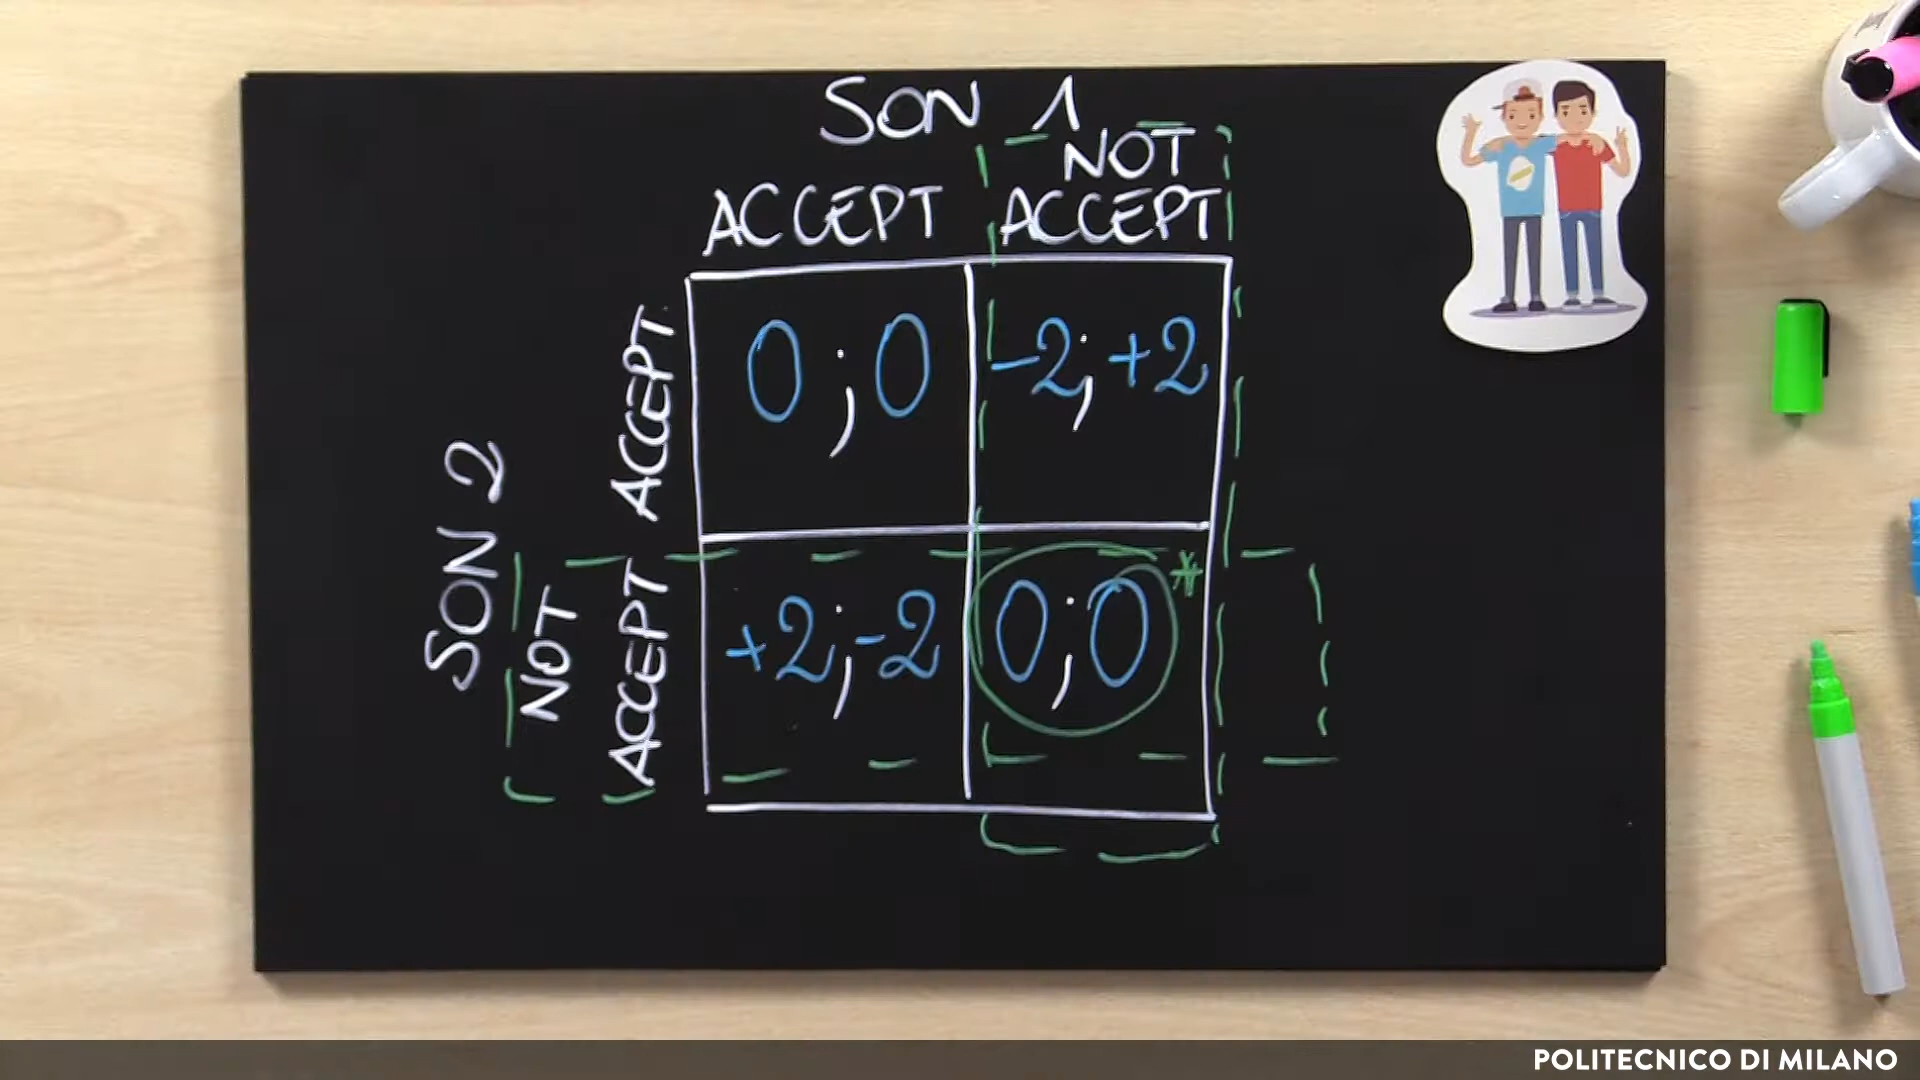 SON 1
NOT
ACCEPT ACCEPT
SON 2
ACCEPT
NOT
ACCEPT
0;0 -2;+2
+2;-2 0;0*
POLITECNICO DI MILANO